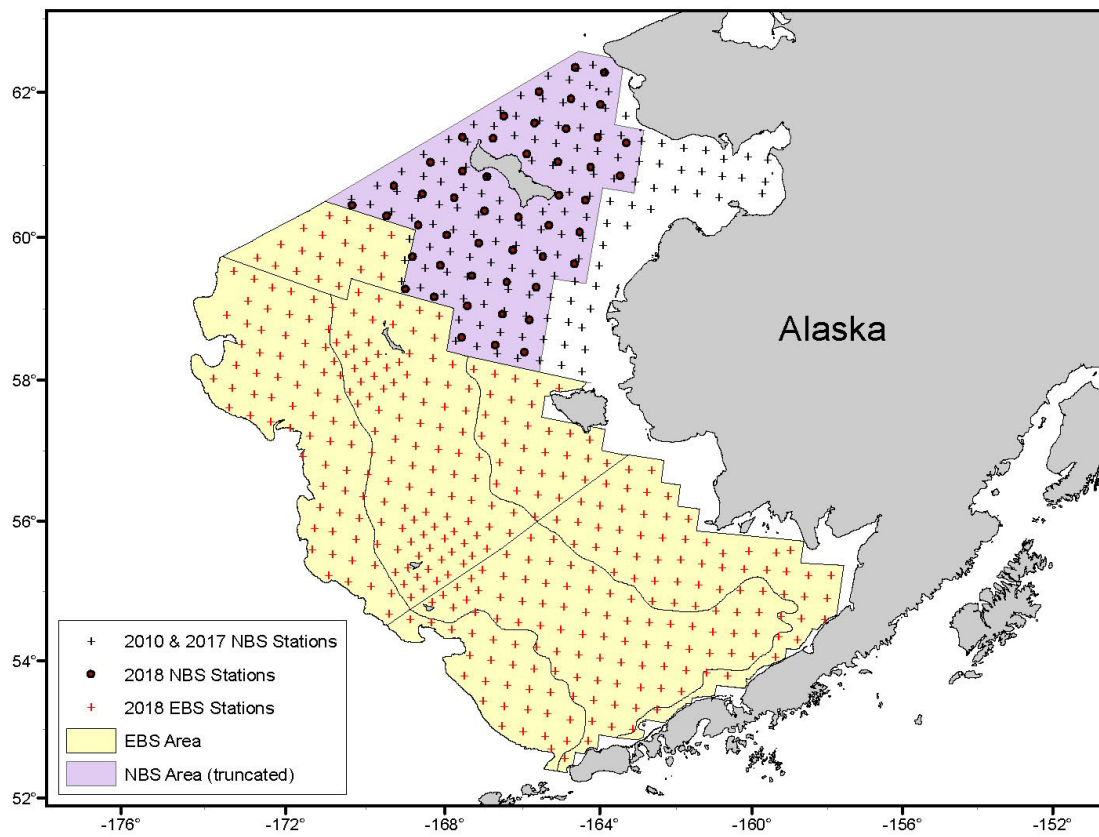 62°
60°
58°
56°
54°
52°
Alaska
2010 & 2017 NBS Stations
2018 NBS Stations
2018 EBS Stations
EBS Area
NBS Area (truncated)
-176
-172
-168
-164
-160
-156
-152